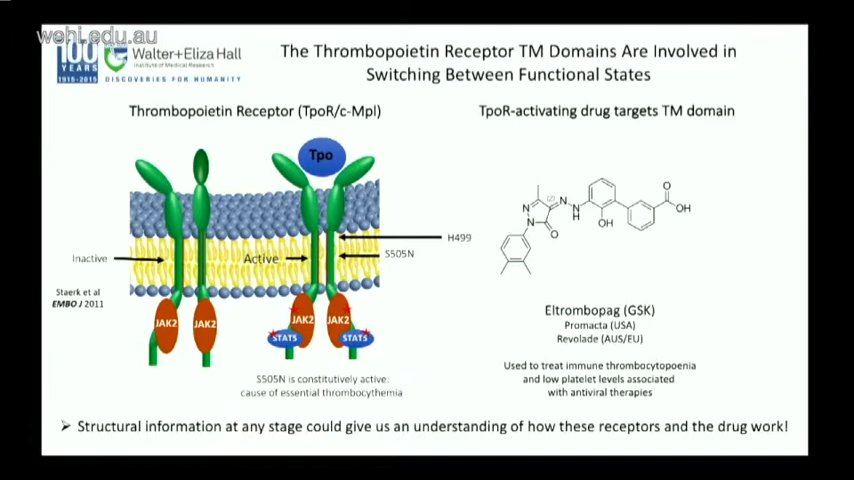 wehi.edu.au
100
YEARS
1915-2015
Walter+Eliza Hall
Institute of Medical Research
DISCOVERIES FOR HUMANITY
The Thrombopoietin Receptor TM Domains Are Involved in
Switching Between Functional States
Thrombopoietin Receptor (TpoR/c-Mpl)
TpoR-activating drug targets TM domain
Tpo
Inactive
Active
H499
S505N
Staerk et al
EMBO J 2011
JAK2
JAK2
JAK2
JAK2
STAT5
STAT5
S505N is constitutively active:
cause of essential thrombocythemia
N
N
O
(Z)
N
N
H
OH
O
OH
Eltrombopag (GSK)
Promacta (USA)
Revolade (AUS/EU)
Used to treat immune thrombocytopoenia
and low platelet levels associated
with antiviral therapies
➢ Structural information at any stage could give us an understanding of how these receptors and the drug work!